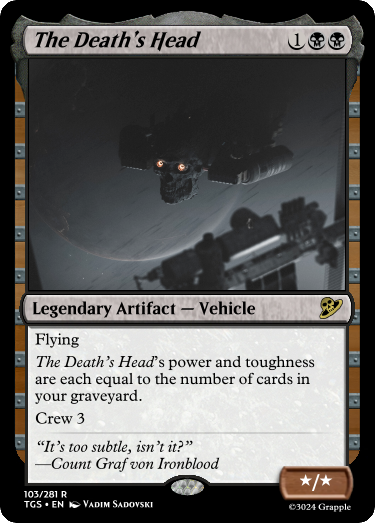 The Death's Head 1
Legendary Artifact — Vehicle
Flying
The Death's Head's power and toughness
are each equal to the number of cards in
your graveyard.
Crew 3
"It's too subtle, isn't it?"
—Count Graf von Ironblood
★/★
103/281 R
TGS • EN Vadim Sadovski
©3024 Grapple